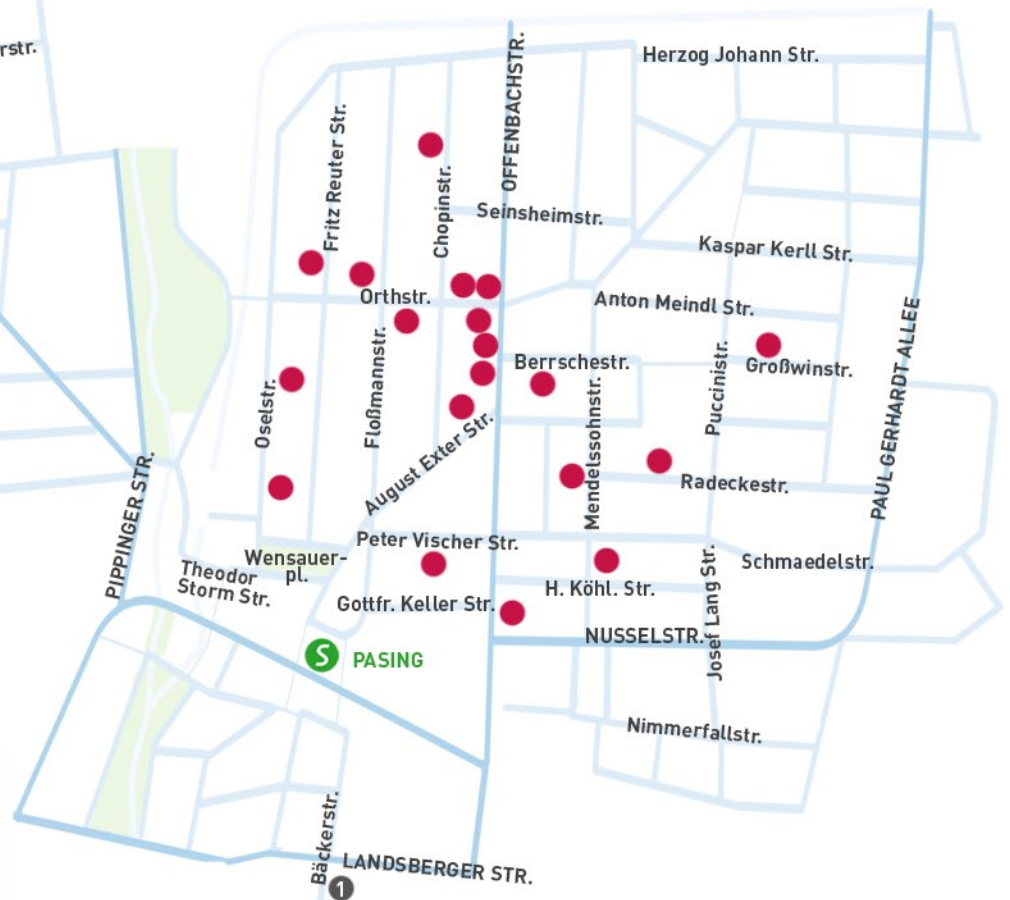 rstr.
Herzog Johann Str.
OFFENBACHSTR.
Fritz Reuter Str.
Chopinstr.
Seinsheimstr.
Kaspar Kerll Str.
Orthstr.
Anton Meindl Str.
PAUL GERHARDT ALLEE
Floßmannstr.
Berrschestr.
Puccinistr.
Großwinstr.
Oselstr.
Mendelssohnstr.
August Exter Str.
Radeckestr.
PIPPINGER STR.
Peter Vischer Str.
Wensauer-
pl.
Schmaedelstr.
Theodor
Storm Str.
H. Köhl. Str.
Josef Lang Str.
Gottfr. Keller Str.
NUSSELSTR.
S PASING
Nimmerfallstr.
Bäckerstr.
LANDSBERGER STR.
1